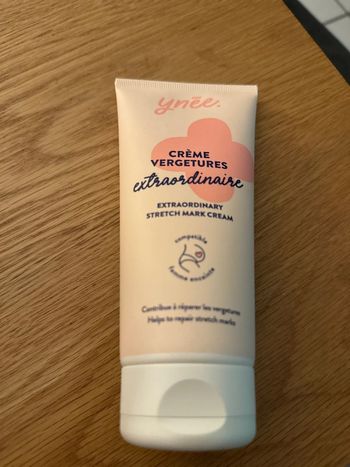 ynée.
CRÈME
VERGETURES
extraordinaire
EXTRAORDINARY
STRETCH MARK CREAM
compatible
femme enceinte
Contribue à réparer les vergetures
Helps to repair stretch marks